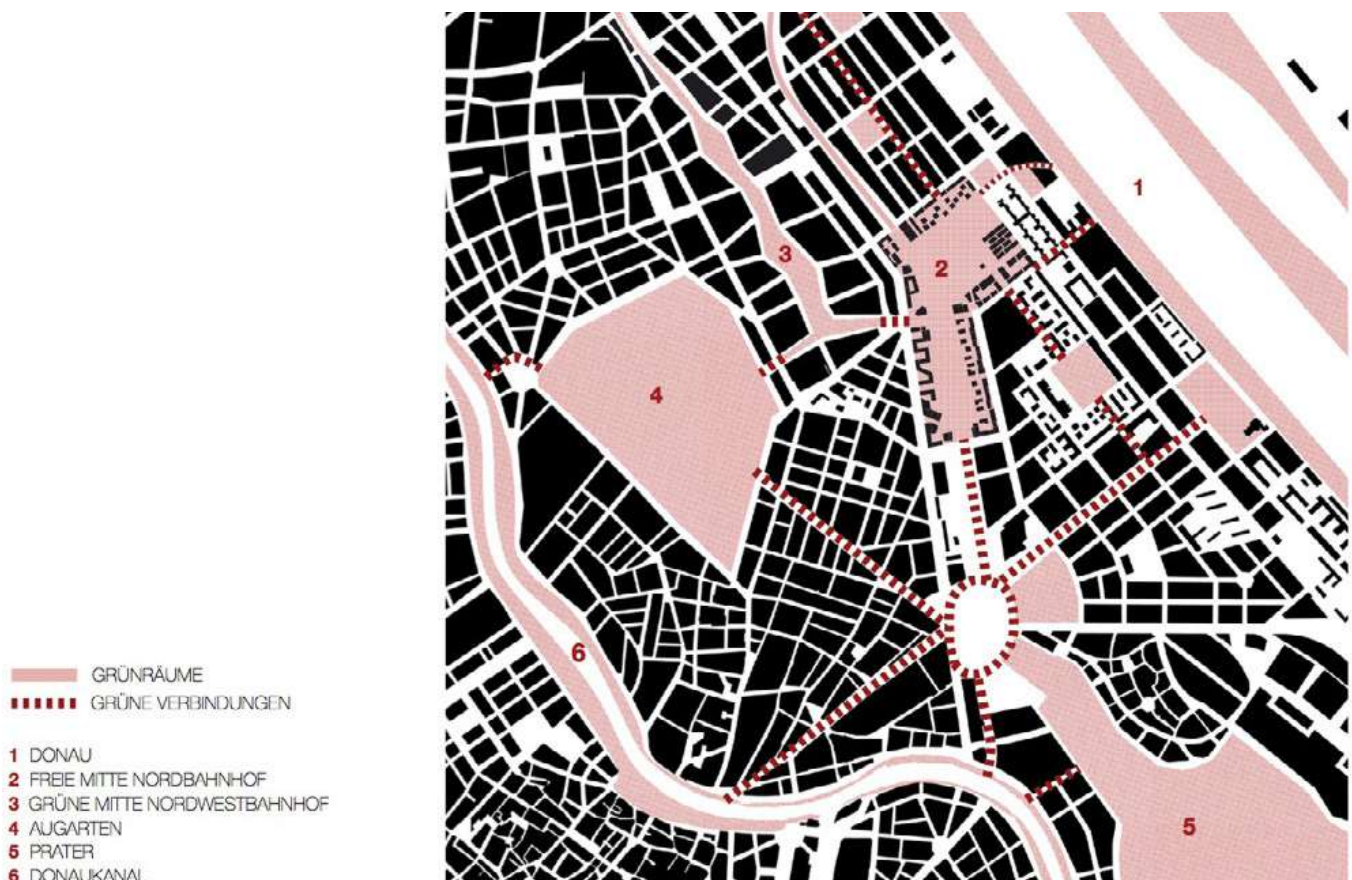 GRÜNRÄUME
GRÜNE VERBINDUNGEN
1 DONAU
2 FREIE MITTE NORDBAHNHOF
3 GRÜNE MITTE NORDWESTBAHNHOF
4 AUGARTEN
5 PRATER
6 DONAUKANAL
1
2
3
4
6
5